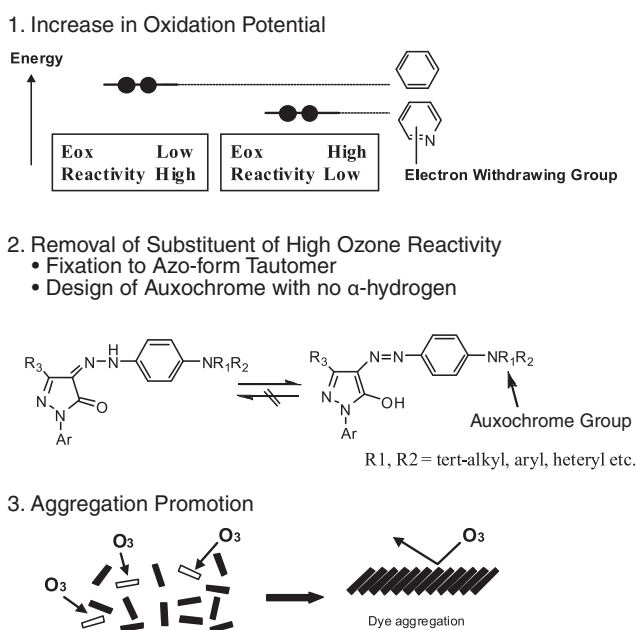 1. Increase in Oxidation Potential
Energy
Eox Low
Reactivity High
Eox High
Reactivity Low
N
Electron Withdrawing Group
2. Removal of Substituent of High Ozone Reactivity
• Fixation to Azo-form Tautomer
• Design of Auxochrome with no α-hydrogen
R3
N
N
H
NR1R2
N
N
O
Ar
R3
N=N
NR1R2
N
N
OH
Ar
Auxochrome Group
R1, R2 = tert-alkyl, aryl, heteryl etc.
3. Aggregation Promotion
O3
O3
O3
O3
Dye aggregation